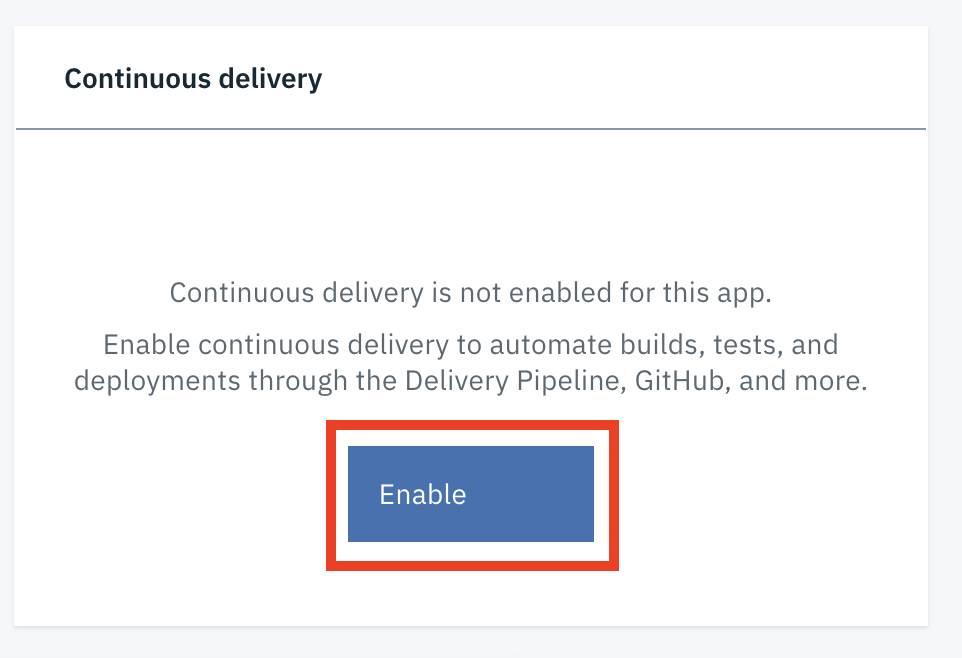 Continuous delivery
Continuous delivery is not enabled for this app.
Enable continuous delivery to automate builds, tests, and
deployments through the Delivery Pipeline, GitHub, and more.
Enable